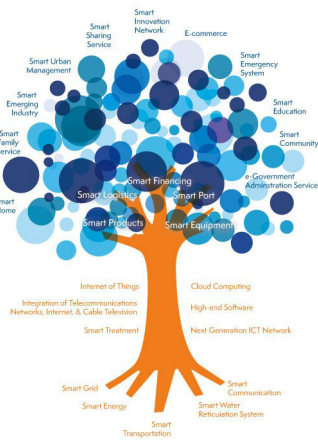 Smart
Innovation
Network
Smart
Sharing
Service
E-commerce
Smart Urban
Management
Smart
Emergency
System
Smart
Emerging
Industry
Smart
Education
Smart
Family
Service
Smart
Community
e-Government
Adminstration Service
Smart
Home
Smart Financing
Smart Logistics
Smart Port
Smart Products
Smart Equipment
Internet of Things
Cloud Computing
Integration of Telecommunications
Networks, Internet, & Cable Television
High-end Software
Smart Treatment
Next Generation ICT Network
Smart Grid
Smart
Communication
Smart Energy
Smart Water
Reticulation System
Smart
Transportation